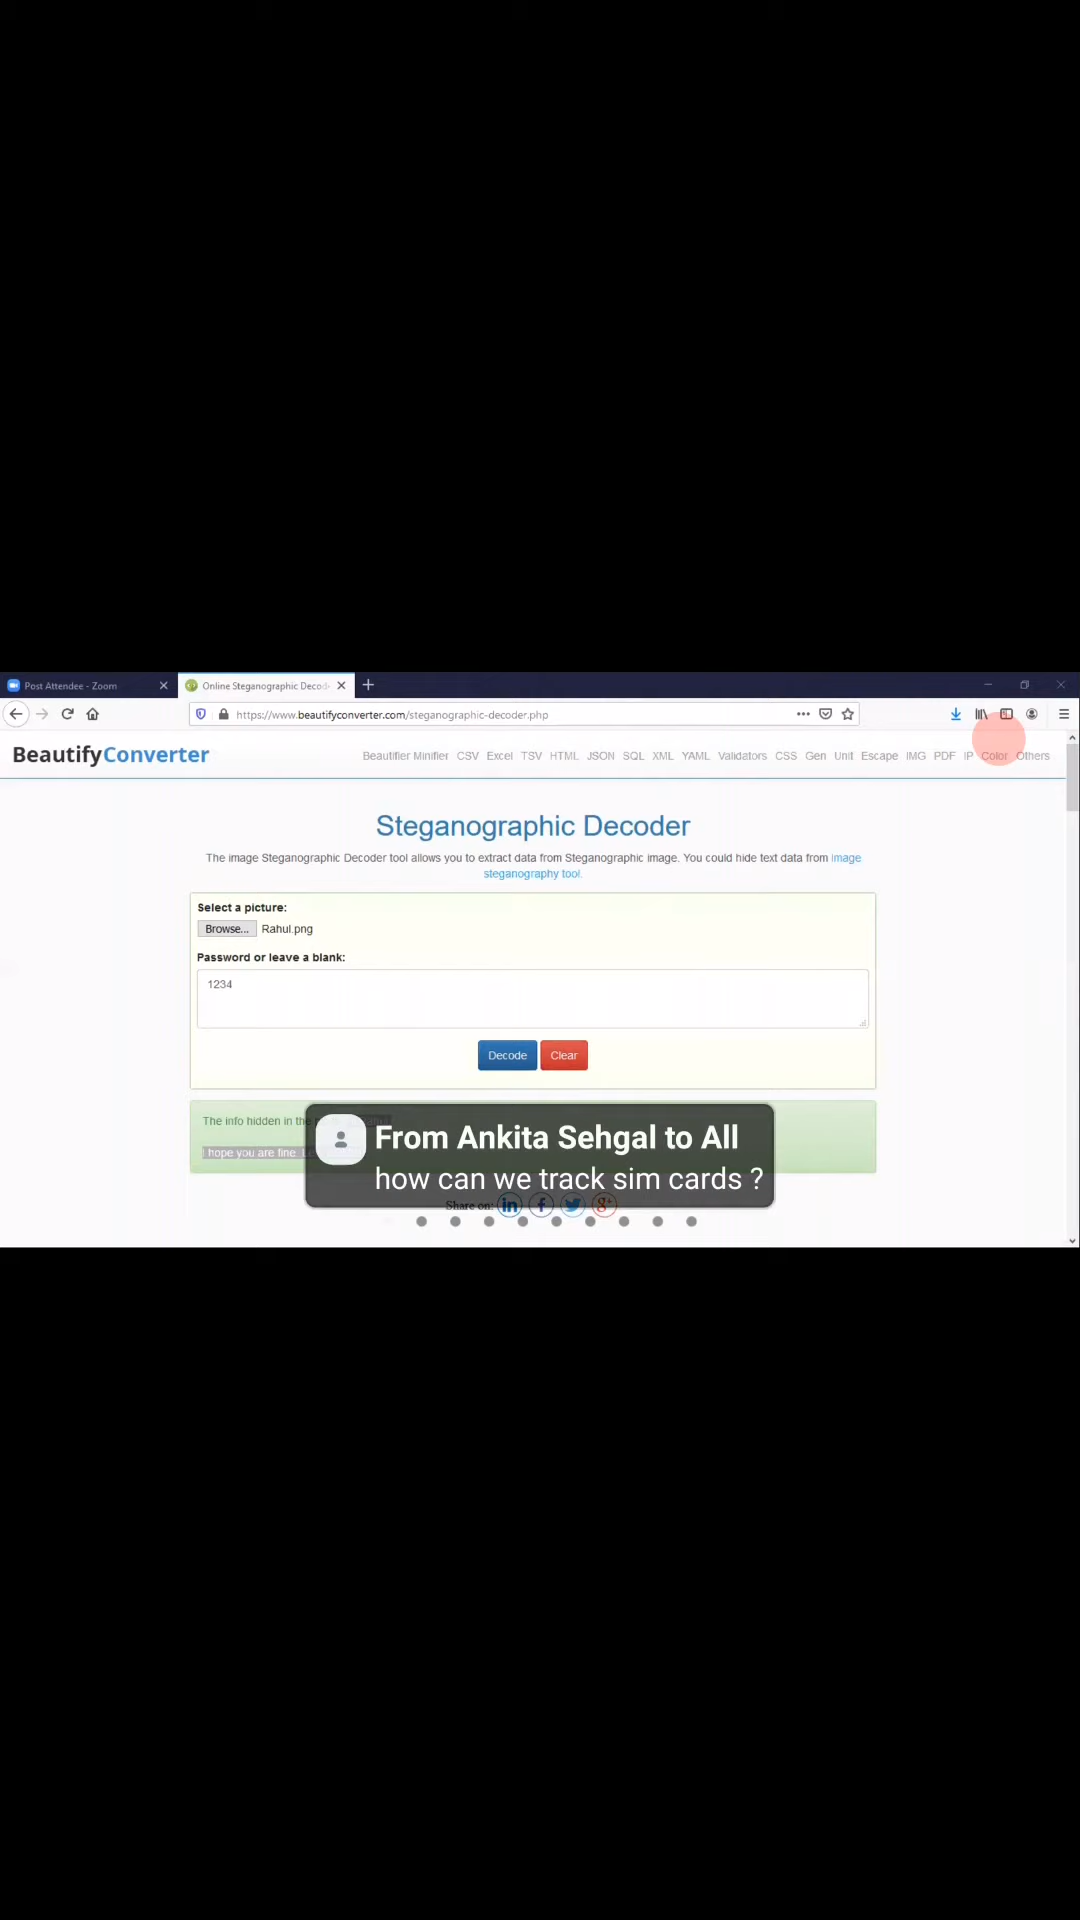 Post Attendee - Zoom
Online Steganographic Decod
https://www.beautifyconverter.com/steganographic-decoder.php
BeautifyConverter
Beautifier Minifier CSV Excel TSV HTML JSON SQL XML YAML Validators CSS Gen Unit Escape IMG PDF IP Color Others
Steganographic Decoder
The image Steganographic Decoder tool allows you to extract data from Steganographic image. You could hide text data from image
steganography tool.
Select a picture:
Browse... Rahul.png
Password or leave a blank:
1234
Decode Clear
The info hidden in the
I hope you are fine.
From Ankita Sehgal to All
how can we track sim cards ?
Share on: in f g+